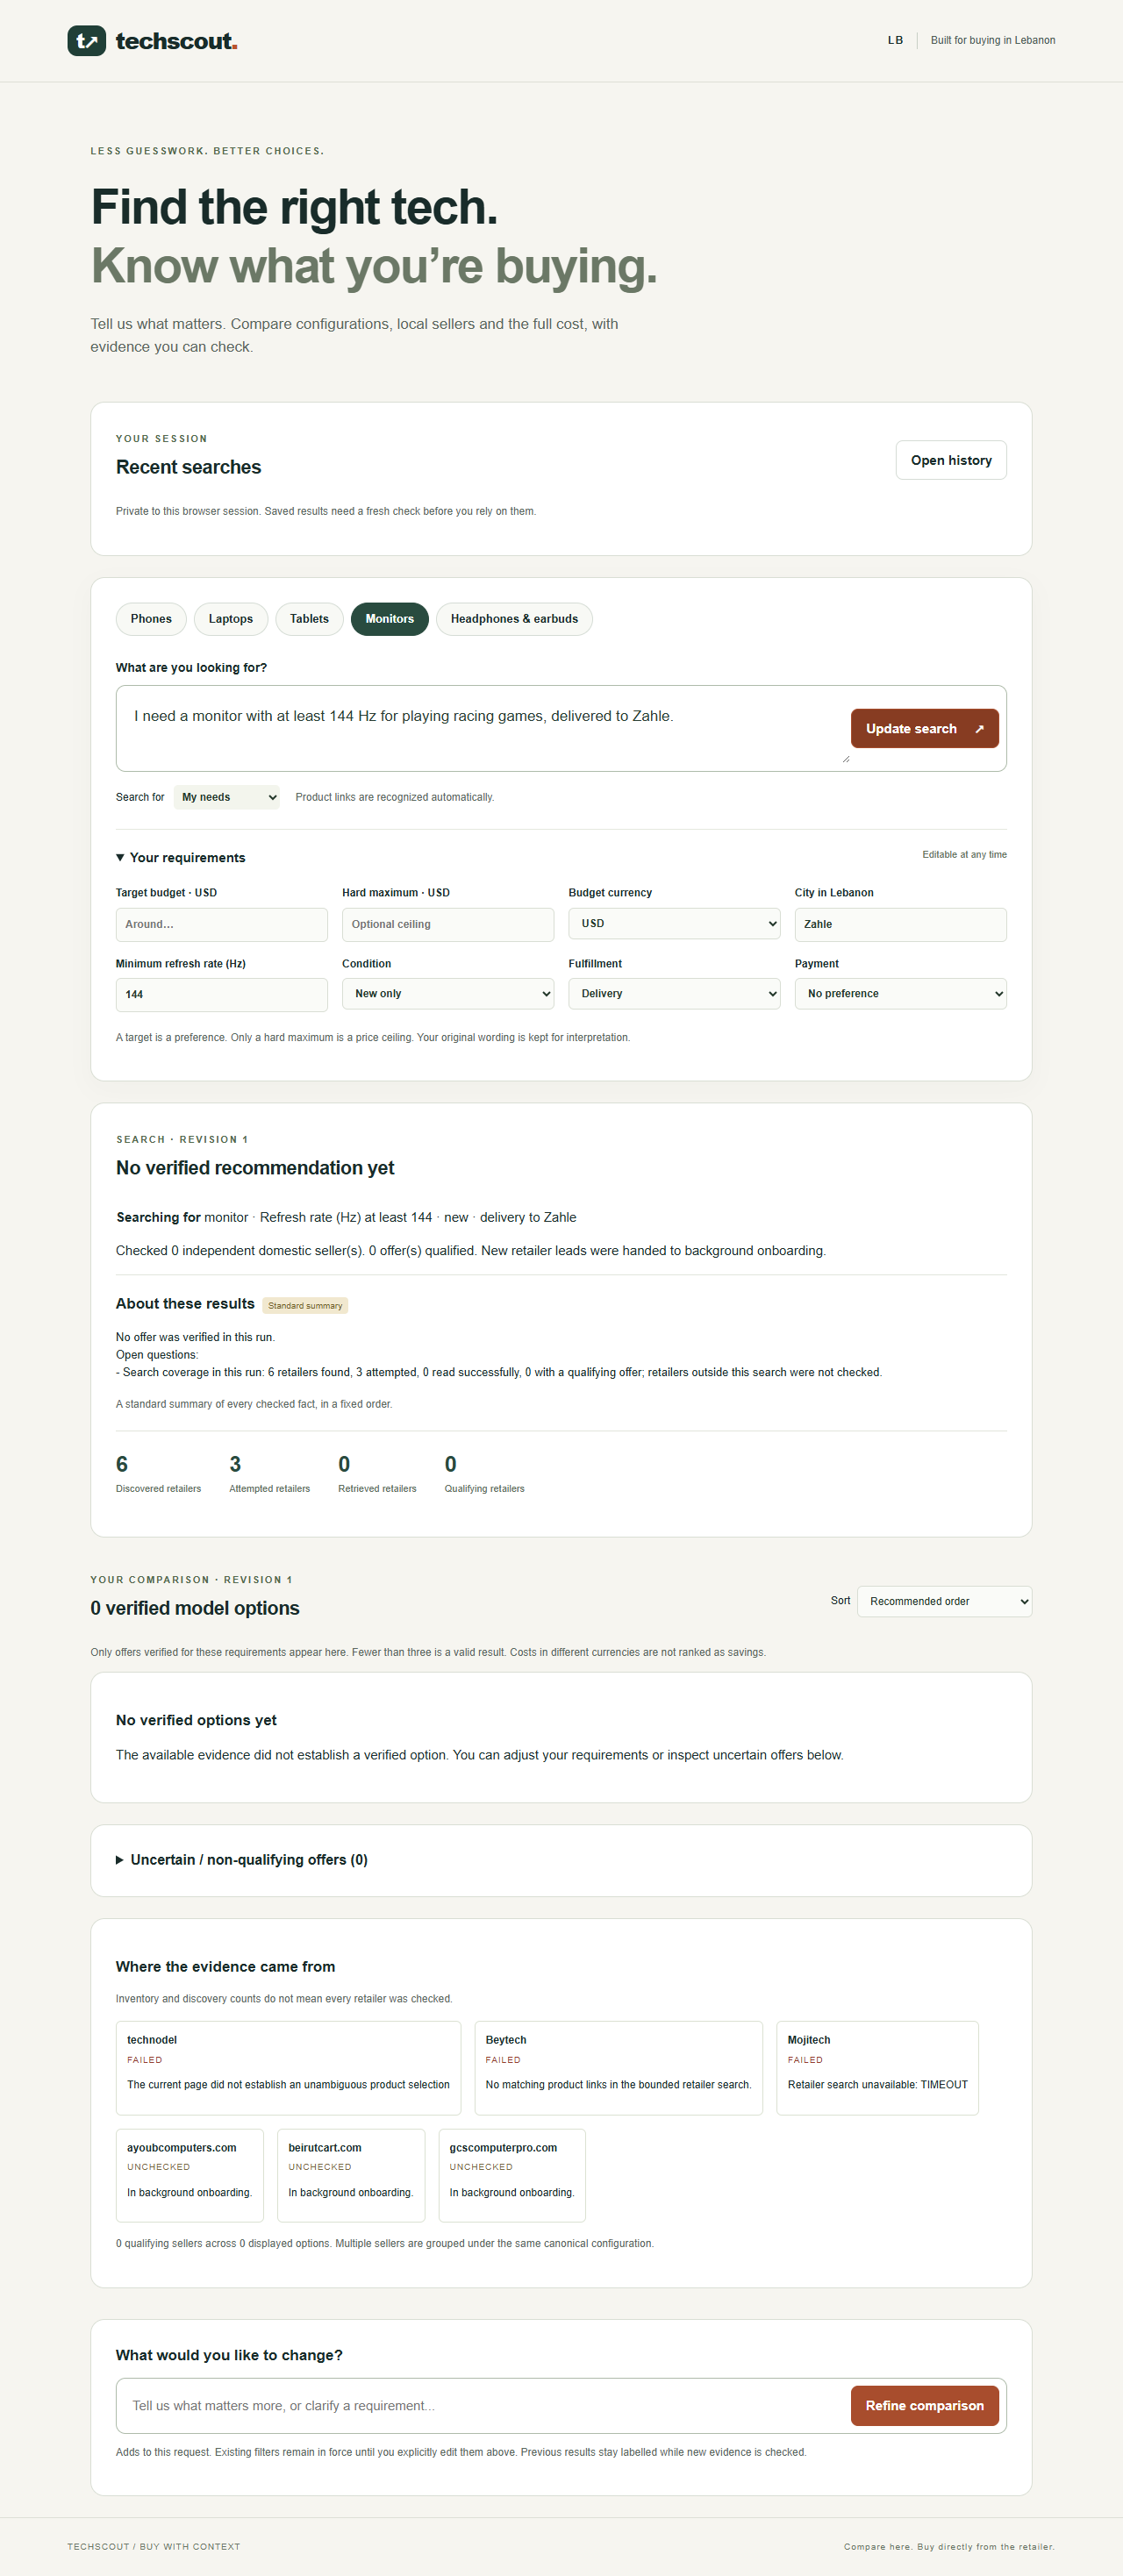 t↗ techscout.
LB
Built for buying in Lebanon
LESS GUESSWORK. BETTER CHOICES.
Find the right tech.
Know what you’re buying.
Tell us what matters. Compare configurations, local sellers and the full cost, with
evidence you can check.
YOUR SESSION
Recent searches
Open history
Private to this browser session. Saved results need a fresh check before you rely on them.
Phones
Laptops
Tablets
Monitors
Headphones & earbuds
What are you looking for?
I need a monitor with at least 144 Hz for playing racing games, delivered to Zahle.
Update search ↗
Search for
My needs
Product links are recognized automatically.
▼ Your requirements
Editable at any time
Target budget · USD
Hard maximum · USD
Budget currency
City in Lebanon
Around...
Optional ceiling
USD
Zahle
Minimum refresh rate (Hz)
Condition
Fulfillment
Payment
144
New only
Delivery
No preference
A target is a preference. Only a hard maximum is a price ceiling. Your original wording is kept for interpretation.
SEARCH · REVISION 1
No verified recommendation yet
Searching for monitor · Refresh rate (Hz) at least 144 · new · delivery to Zahle
Checked 0 independent domestic seller(s). 0 offer(s) qualified. New retailer leads were handed to background onboarding.
About these results
Standard summary
No offer was verified in this run.
Open questions:
- Search coverage in this run: 6 retailers found, 3 attempted, 0 read successfully, 0 with a qualifying offer; retailers outside this search were not checked.
A standard summary of every checked fact, in a fixed order.
6
3
0
0
Discovered retailers
Attempted retailers
Retrieved retailers
Qualifying retailers
YOUR COMPARISON · REVISION 1
0 verified model options
Sort
Recommended order
Only offers verified for these requirements appear here. Fewer than three is a valid result. Costs in different currencies are not ranked as savings.
No verified options yet
The available evidence did not establish a verified option. You can adjust your requirements or inspect uncertain offers below.
▶ Uncertain / non-qualifying offers (0)
Where the evidence came from
Inventory and discovery counts do not mean every retailer was checked.
technodel
FAILED
The current page did not establish an unambiguous product selection
Beytech
FAILED
No matching product links in the bounded retailer search.
Mojitech
FAILED
Retailer search unavailable: TIMEOUT
ayoubcomputers.com
UNCHECKED
In background onboarding.
beirutcart.com
UNCHECKED
In background onboarding.
gcscomputerpro.com
UNCHECKED
In background onboarding.
0 qualifying sellers across 0 displayed options. Multiple sellers are grouped under the same canonical configuration.
What would you like to change?
Tell us what matters more, or clarify a requirement...
Refine comparison
Adds to this request. Existing filters remain in force until you explicitly edit them above. Previous results stay labelled while new evidence is checked.
TECHSCOUT / BUY WITH CONTEXT
Compare here. Buy directly from the retailer.